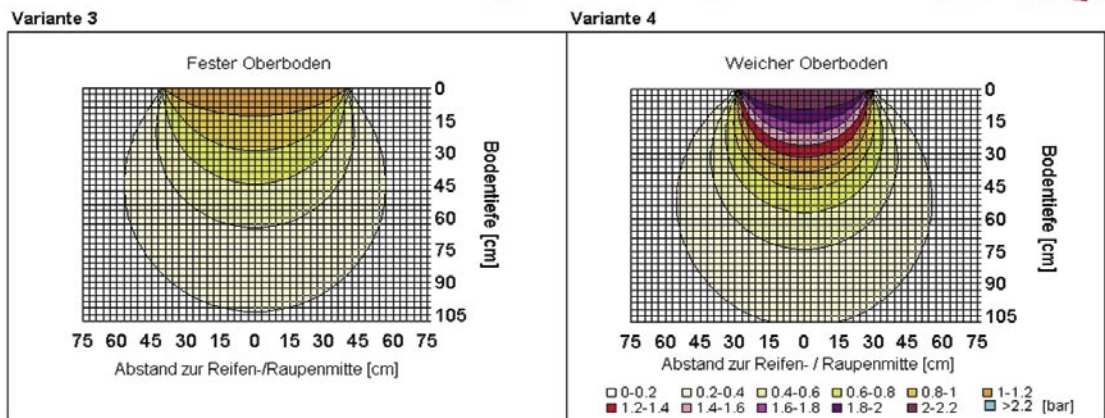 Variante 3
Fester Oberboden
0
15
30
45
60
75
90
105
Bodentiefe [cm]
75 60 45 30 15 0 15 30 45 60 75
Abstand zur Reifen-/Raupenmitte [cm]
Variante 4
Weicher Oberboden
0
15
30
45
60
75
90
105
Bodentiefe [cm]
75 60 45 30 15 0 15 30 45 60 75
Abstand zur Reifen- / Raupenmitte [cm]
0-0.2 0.2-0.4 0.4-0.6 0.6-0.8 0.8-1 1-1.2
1.2-1.4 1.4-1.6 1.6-1.8 1.8-2 2-2.2 >2.2 [bar]